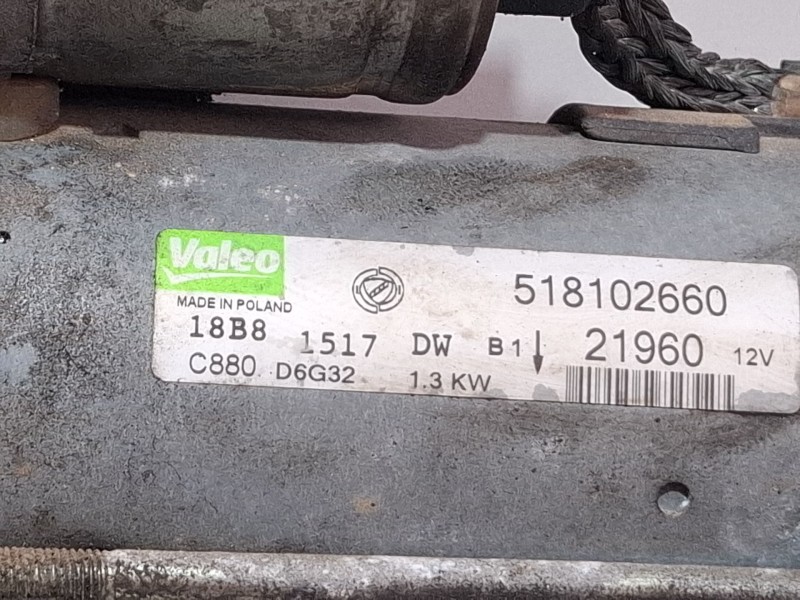 Valeo
MADE IN POLAND
518102660
18B8 1517 DW B1 21960 12V
C880 D6G32 1.3 KW